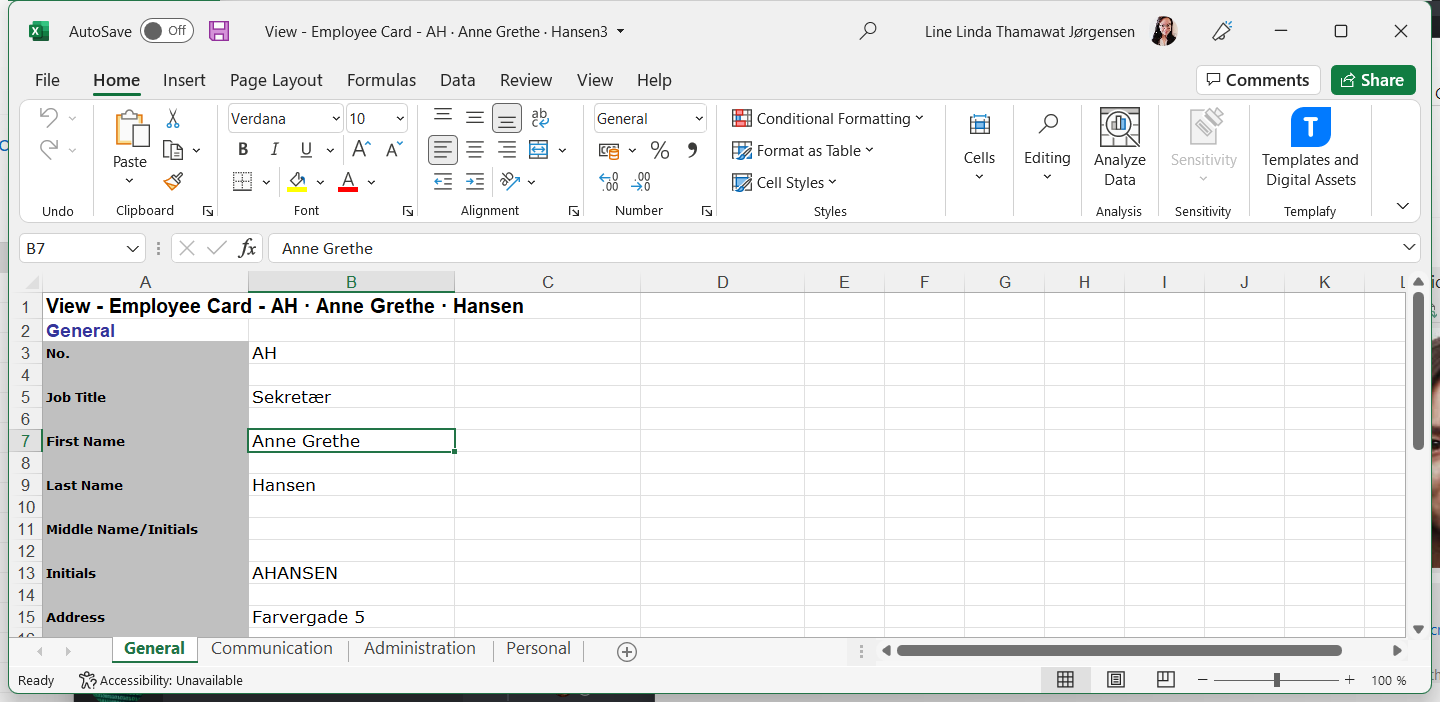 AutoSave Off View - Employee Card - AH · Anne Grethe · Hansen3 Line Linda Thamawat Jørgensen
File Home Insert Page Layout Formulas Data Review View Help Comments Share
Verdana 10 ab General Conditional Formatting
Paste B I U A A % Format as Table Cells Editing Analyze Data Sensitivity Templates and Digital Assets
A .00 .00 Cell Styles
Undo Clipboard Font Alignment Number Styles Analysis Sensitivity Templafy
B7 fx Anne Grethe
A B C D E F G H I J K L
1 View - Employee Card - AH · Anne Grethe · Hansen
2 General
3 No. AH
4
5 Job Title Sekretær
6
7 First Name Anne Grethe
8
9 Last Name Hansen
10
11 Middle Name/Initials
12
13 Initials AHANSEN
14
15 Address Farvergade 5
General Communication Administration Personal
Ready Accessibility: Unavailable 100 %